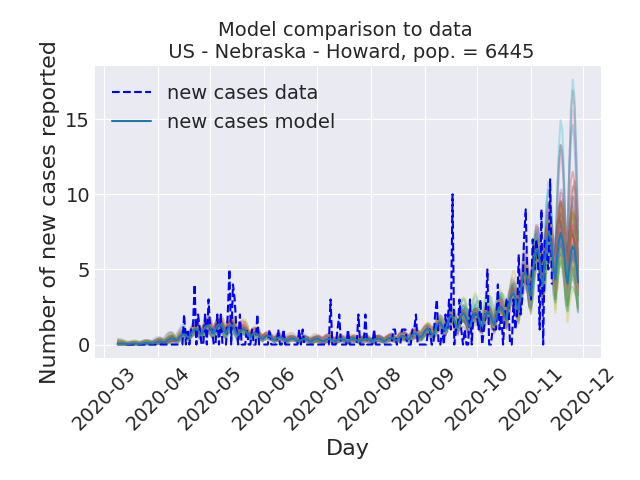 Model comparison to data
US - Nebraska - Howard, pop. = 6445
new cases data
new cases model
Number of new cases reported
15
10
5
0
2020-03
2020-04
2020-05
2020-06
2020-07
2020-08
2020-09
2020-10
2020-11
2020-12
Day